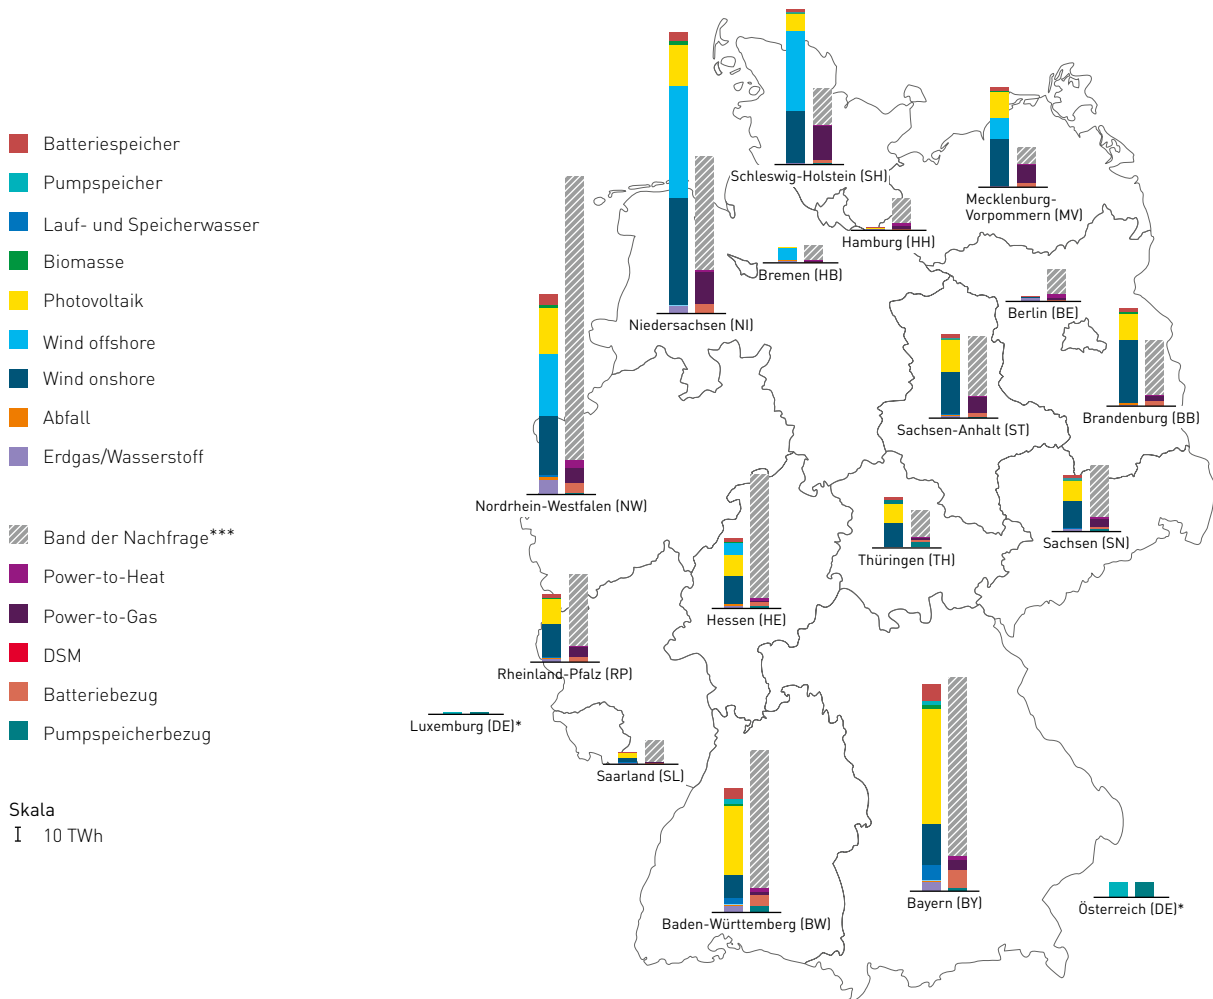 Batteriespeicher
Pumpspeicher
Lauf- und Speicherwasser
Biomasse
Photovoltaik
Wind offshore
Wind onshore
Abfall
Erdgas/Wasserstoff
Band der Nachfrage***
Power-to-Heat
Power-to-Gas
DSM
Batteriebezug
Pumpspeicherbezug
Skala
10 TWh
Schleswig-Holstein (SH)
Mecklenburg-
Vorpommern (MV)
Hamburg (HH)
Bremen (HB)
Niedersachsen (NI)
Berlin (BE)
Brandenburg (BB)
Sachsen-Anhalt (ST)
Nordrhein-Westfalen (NW)
Sachsen (SN)
Thüringen (TH)
Hessen (HE)
Rheinland-Pfalz (RP)
Luxemburg (DE)*
Saarland (SL)
Bayern (BY)
Österreich (DE)*
Baden-Württemberg (BW)